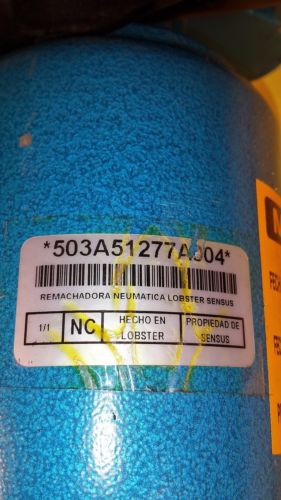 *503A51277A004*
REMACHADORA NEUMATICA LOBSTER SENSUS
1/1
NC
HECHO EN
LOBSTER
PROPIEDAD DE
SENSUS